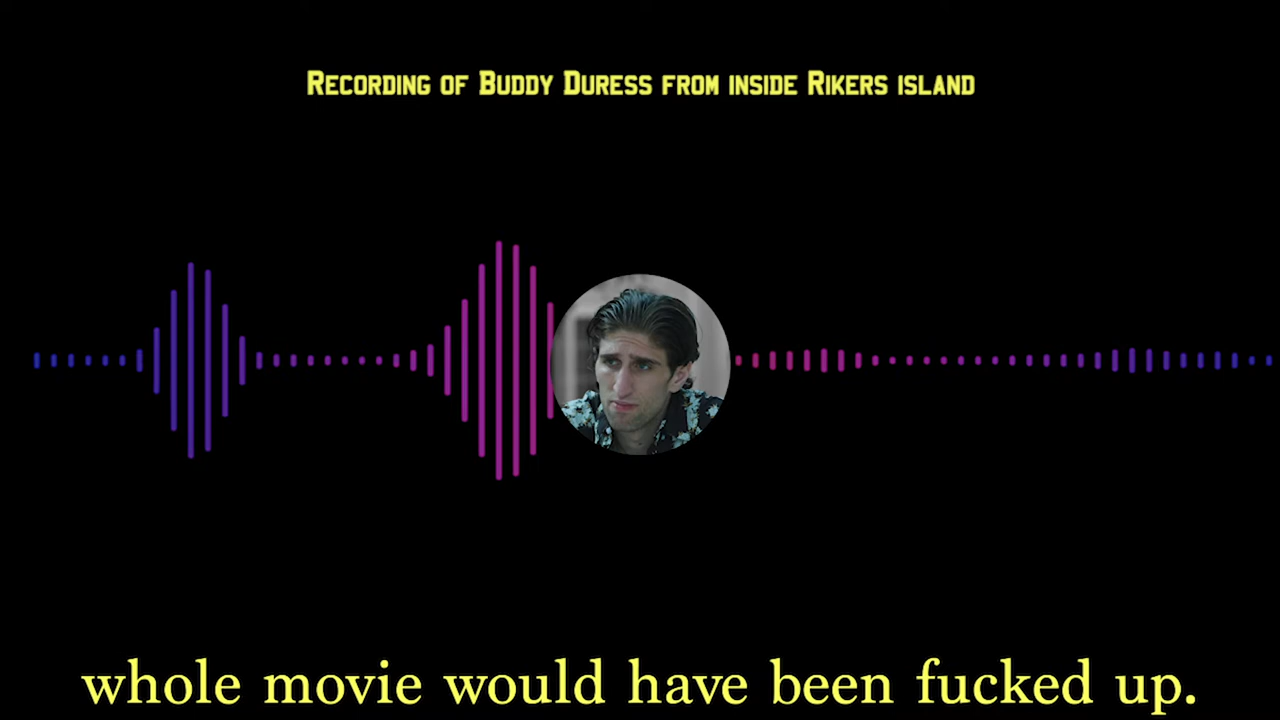 Recording of Buddy Duress from inside Rikers island
whole movie would have been fucked up.